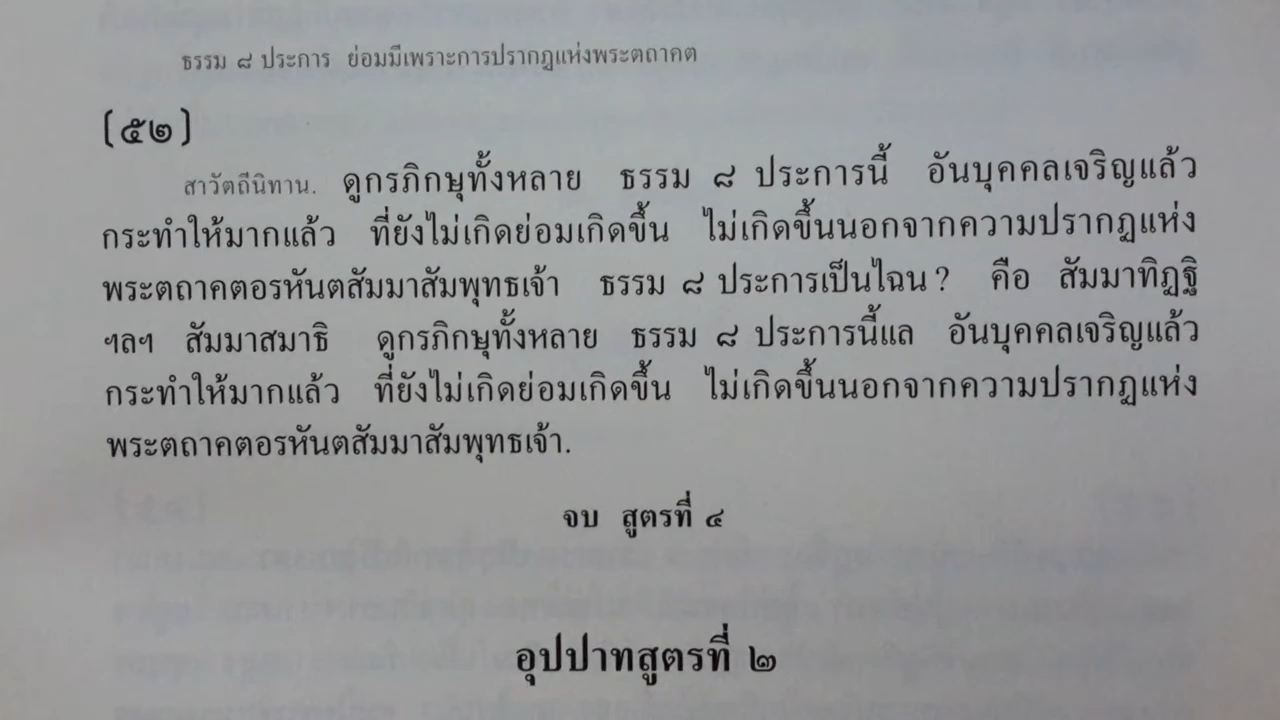 ธรรม ๘ ประการ ย่อมมีเพราะการปรากฏแห่งพระตถาคต
(๕๒)
สาวัตถีนิทาน. ดูกรภิกษุทั้งหลาย ธรรม ๘ ประการนี้ อันบุคคลเจริญแล้ว
กระทำให้มากแล้ว ที่ยังไม่เกิดย่อมเกิดขึ้น ไม่เกิดขึ้นนอกจากความปรากฏแห่ง
พระตถาคตอรหันตสัมมาสัมพุทธเจ้า ธรรม ๘ ประการเป็นไฉน? คือ สัมมาทิฏฐิ
ฯลฯ สัมมาสมาธิ ดูกรภิกษุทั้งหลาย ธรรม ๘ ประการนี้แล อันบุคคลเจริญแล้ว
กระทำให้มากแล้ว ที่ยังไม่เกิดย่อมเกิดขึ้น ไม่เกิดขึ้นนอกจากความปรากฏแห่ง
พระตถาคตอรหันตสัมมาสัมพุทธเจ้า.
จบ สูตรที่ ๔
อุปปาทสูตรที่ ๒